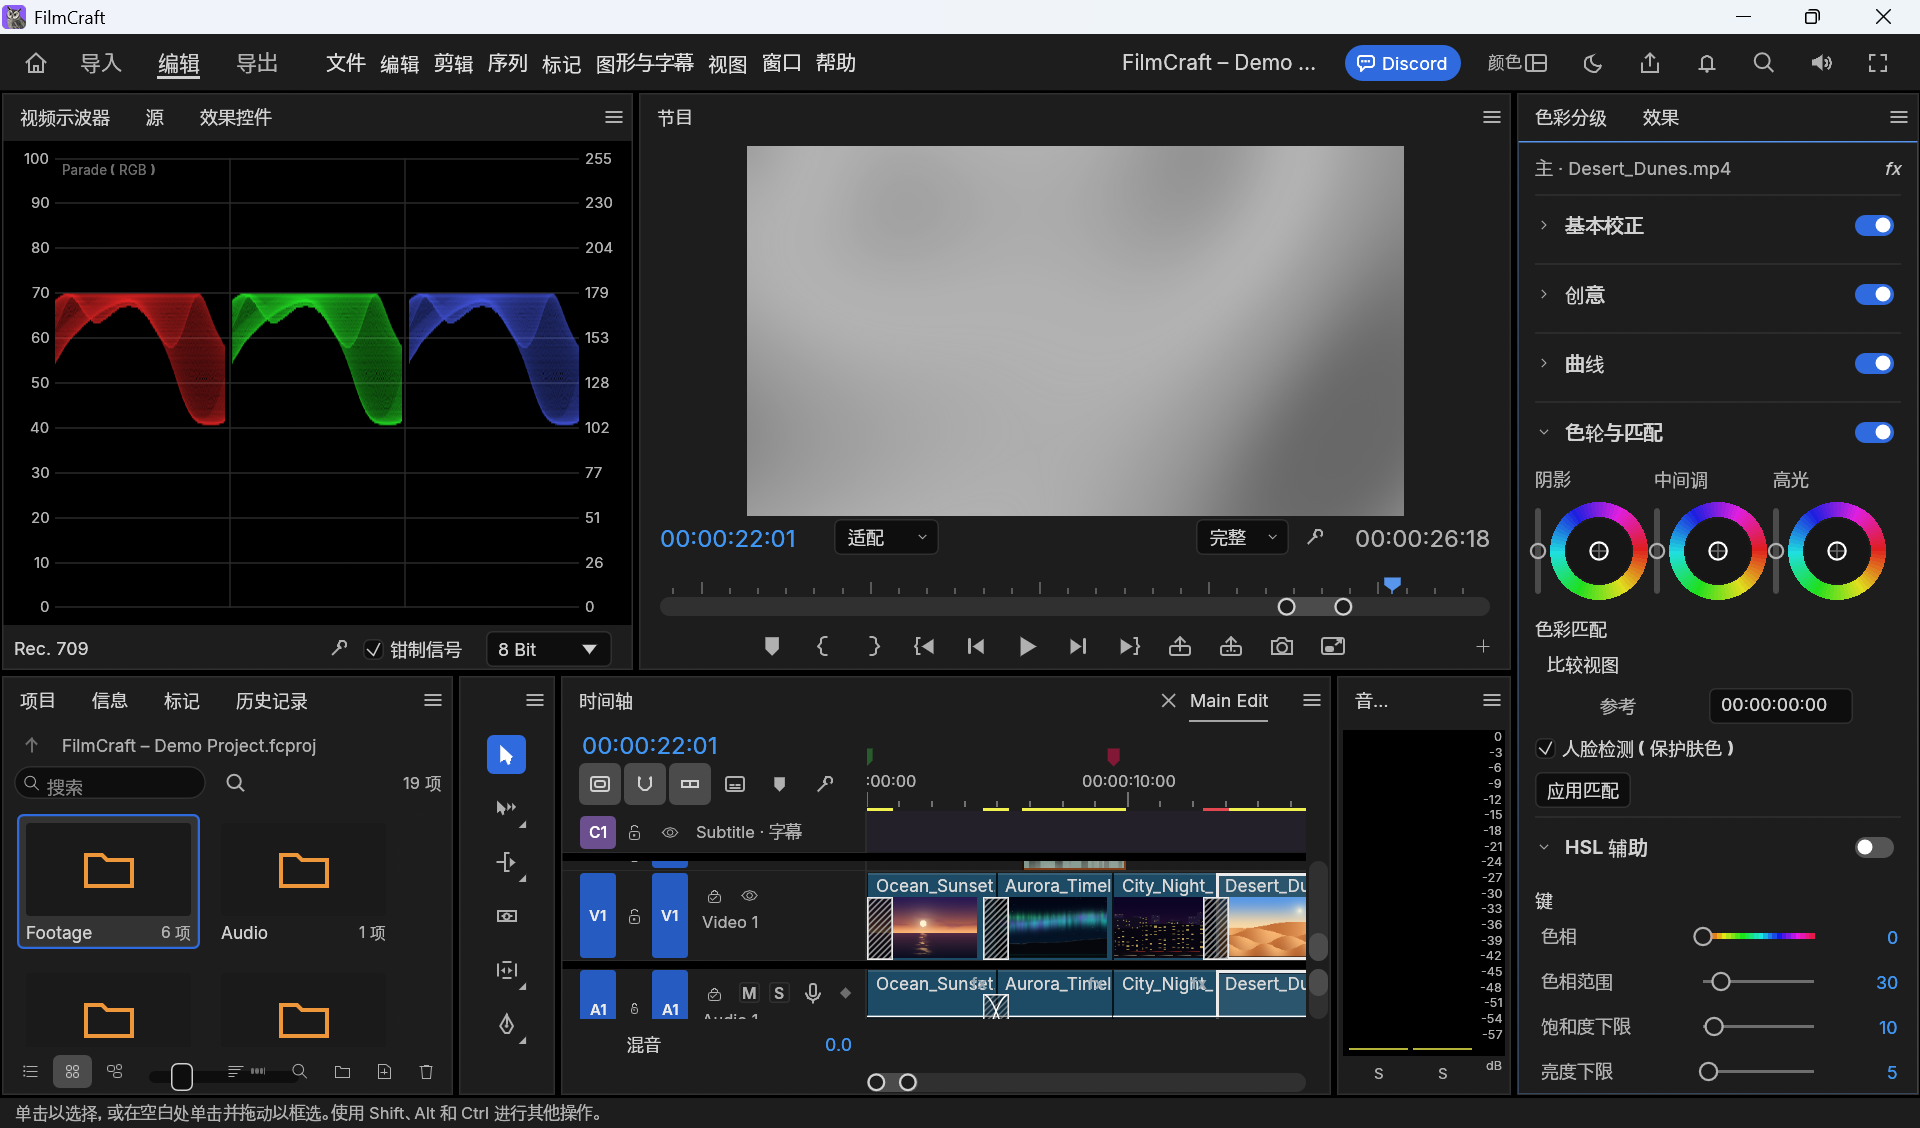 FilmCraft
导入 编辑 导出 文件 编辑 剪辑 序列 标记 图形与字幕 视图 窗口 帮助 FilmCraft – Demo ... Discord 颜色
视频示波器 源 效果控件
100 Parade ( RGB ) 255
90 230
80 204
70 179
60 153
50 128
40 102
30 77
20 51
10 26
0 0
Rec. 709 钳制信号 8 Bit
节目
00:00:22:01 适配 完整 00:00:26:18
色彩分级 效果
主 · Desert_Dunes.mp4 fx
基本校正
创意
曲线
色轮与匹配
阴影 中间调 高光
色彩匹配
比较视图
参考 00:00:00:00
人脸检测 ( 保护肤色 )
应用匹配
HSL 辅助
键
色相 0
色相范围 30
饱和度下限 10
亮度下限 5
项目 信息 标记 历史记录
FilmCraft – Demo Project.fcproj
搜索 19 项
Footage 6 项 Audio 1 项
时间轴 Main Edit
00:00:22:01
:00:00 00:00:10:00
C1 Subtitle · 字幕
V1 V1 Video 1
Ocean_Sunset Aurora_Timel City_Night_ Desert_Du
A1 A1 M S Audio 1
Ocean_Sunset Aurora_Timel City_Night_ Desert_Du
混音 0.0
音...
0
-3
-6
-9
-12
-15
-18
-21
-24
-27
-30
-33
-36
-39
-42
-45
-48
-51
-54
-57
S S dB
单击以选择, 或在空白处单击并拖动以框选。使用 Shift、Alt 和 Ctrl 进行其他操作。